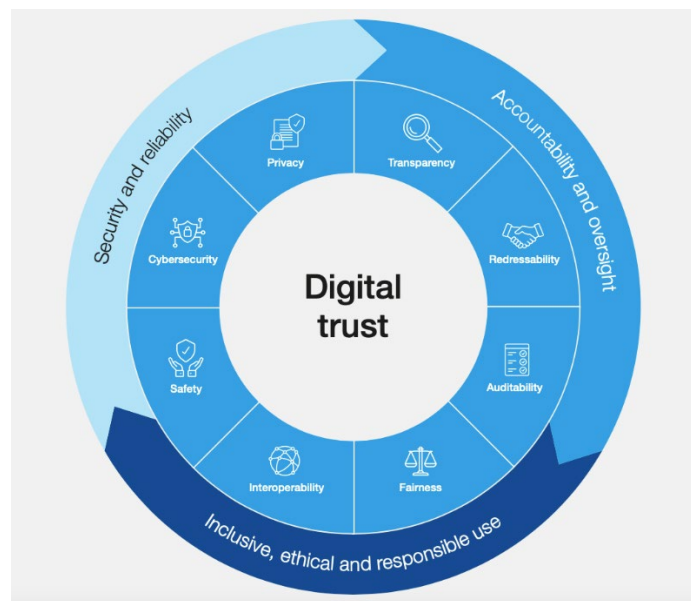 Digital
trust
Security and reliability
Accountability and oversight
Inclusive, ethical and responsible use
Privacy
Transparency
Cybersecurity
Redressability
Safety
Auditability
Interoperability
Fairness